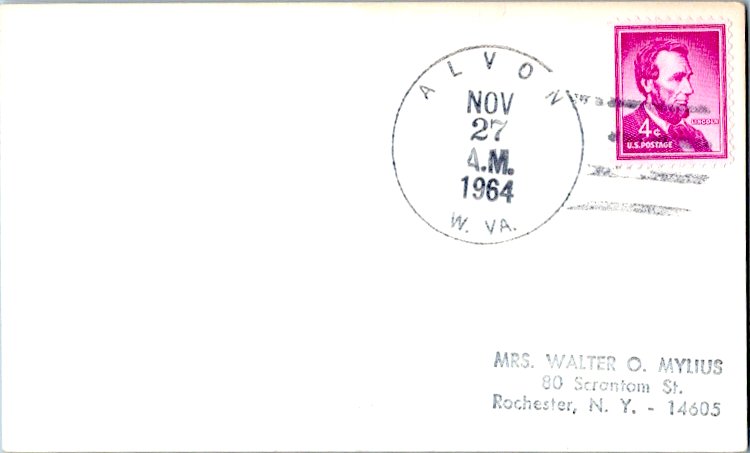 ALVON
NOV
27
A.M.
1964
W. VA.
LINCOLN
4¢
U.S. POSTAGE
MRS. WALTER O. MYLIUS
80 Scrantom St.
Rochester, N. Y. - 14605